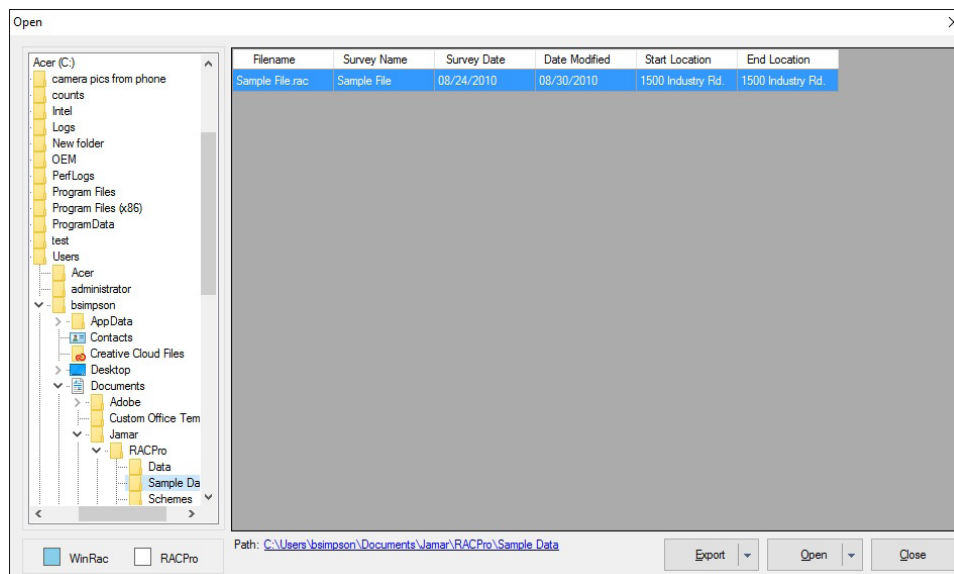 Open
Acer (C:)
camera pics from phone
counts
Intel
Logs
New folder
OEM
PerfLogs
Program Files
Program Files (x86)
ProgramData
test
Users
Acer
administrator
bsimpson
AppData
Contacts
Creative Cloud Files
Desktop
Documents
Adobe
Custom Office Tem
Jamar
RACPro
Data
Sample Da
Schemes
Filename Survey Name Survey Date Date Modified Start Location End Location
Sample File.rac Sample File 08/24/2010 08/30/2010 1500 Industry Rd. 1500 Industry Rd.
WinRac RACPro
Path: C:\Users\bsimpson\Documents\Jamar\RACPro\Sample Data
Export Open Close